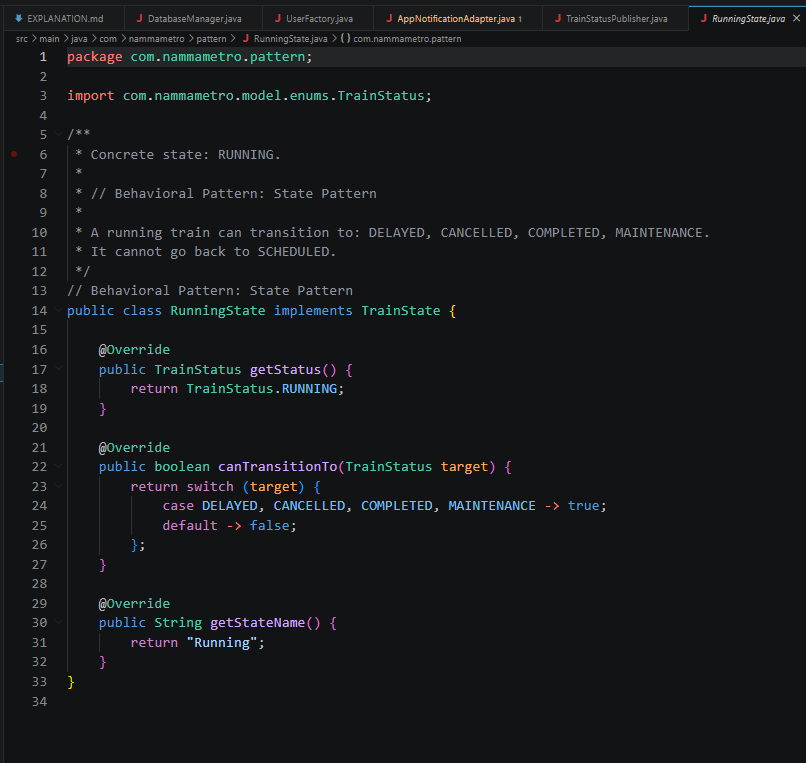 EXPLANATION.md J DatabaseManager.java J UserFactory.java J AppNotificationAdapter.java 1 J TrainStatusPublisher.java J RunningState.java ×
src > main > java > com > nammametro > pattern > J RunningState.java > {} com.nammametro.pattern
1 package com.nammametro.pattern;
2
3 import com.nammametro.model.enums.TrainStatus;
4
5 /**
6 * Concrete state: RUNNING.
7 *
8 * // Behavioral Pattern: State Pattern
9 *
10 * A running train can transition to: DELAYED, CANCELLED, COMPLETED, MAINTENANCE.
11 * It cannot go back to SCHEDULED.
12 */
13 // Behavioral Pattern: State Pattern
14 public class RunningState implements TrainState {
15
16 @Override
17 public TrainStatus getStatus() {
18 return TrainStatus.RUNNING;
19 }
20
21 @Override
22 public boolean canTransitionTo(TrainStatus target) {
23 return switch (target) {
24 case DELAYED, CANCELLED, COMPLETED, MAINTENANCE -> true;
25 default -> false;
26 };
27 }
28
29 @Override
30 public String getStateName() {
31 return "Running";
32 }
33 }
34